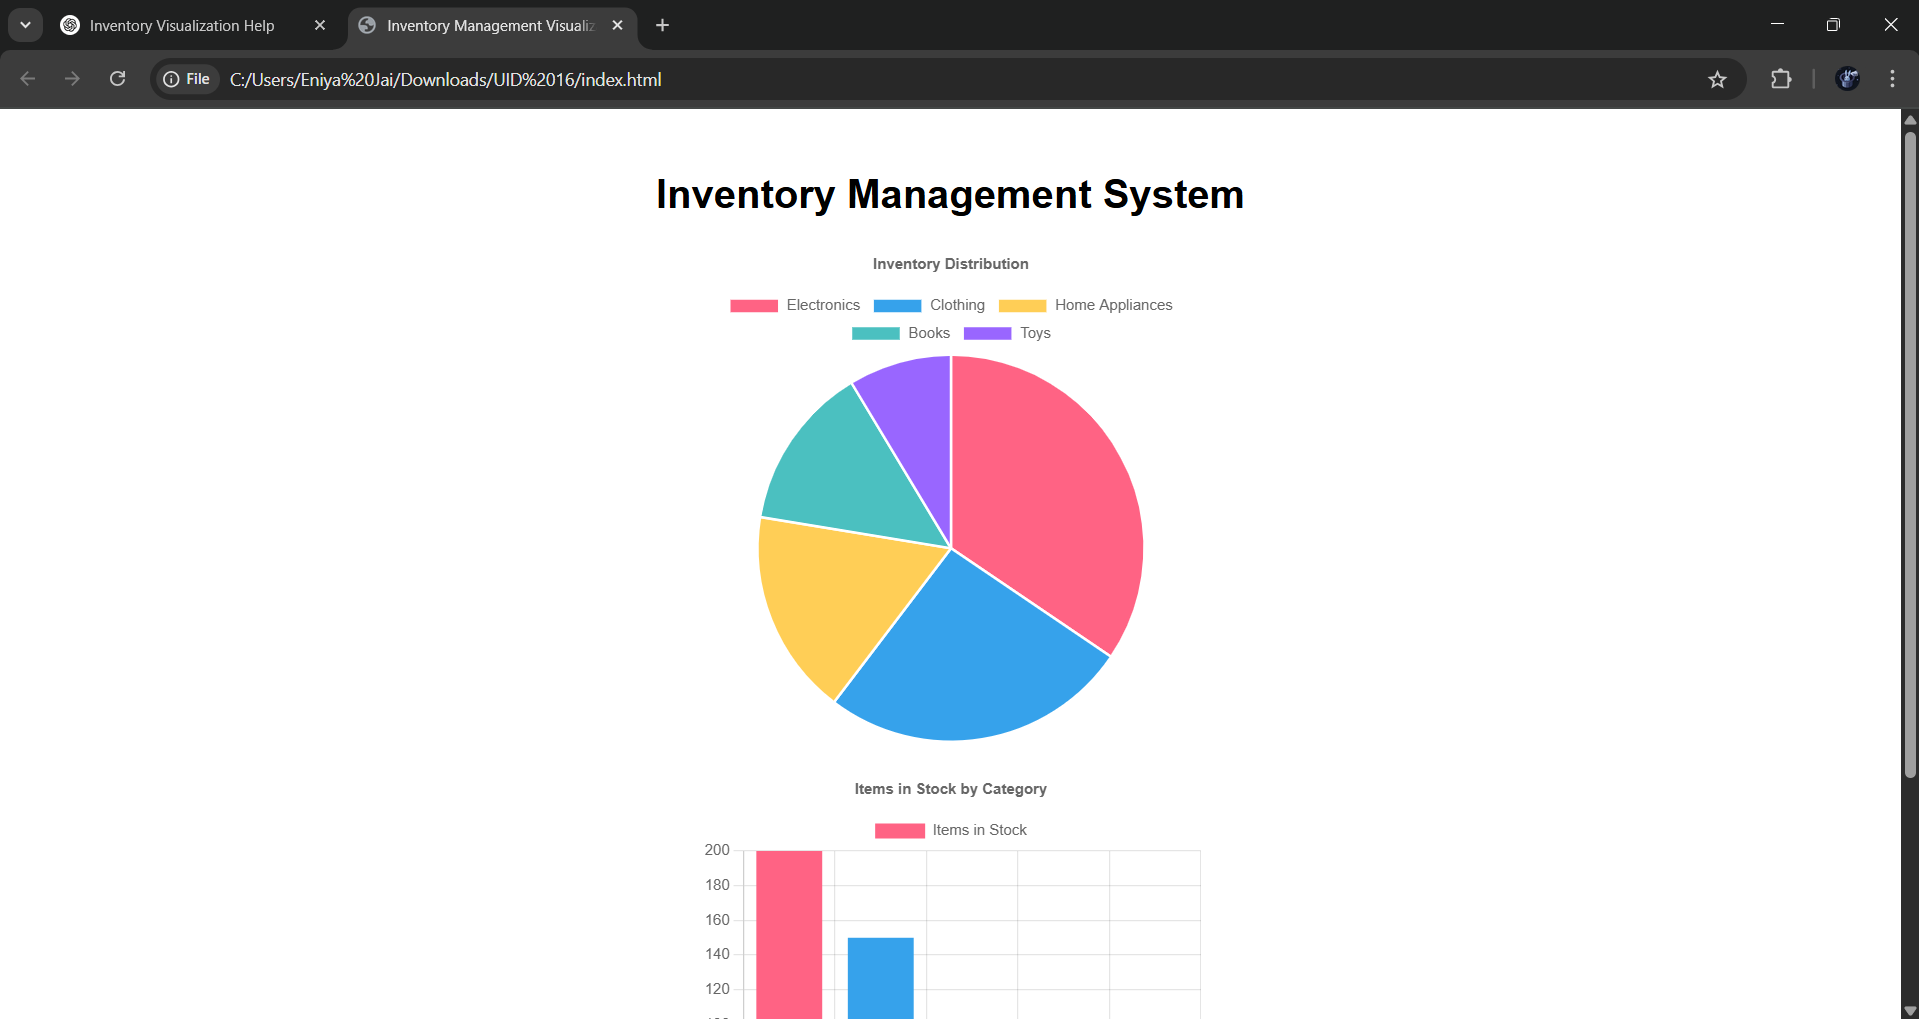 Inventory Visualization Help
Inventory Management Visualiz
File C:/Users/Eniya%20Jai/Downloads/UID%2016/index.html
Inventory Management System
Inventory Distribution
Electronics Clothing Home Appliances
Books Toys
Items in Stock by Category
Items in Stock
200
180
160
140
120